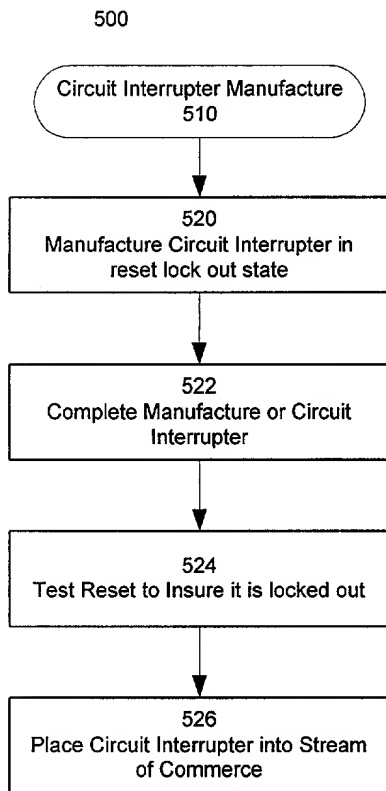 500
Circuit Interrupter Manufacture
510
520
Manufacture Circuit Interrupter in
reset lock out state
522
Complete Manufacture or Circuit
Interrupter
524
Test Reset to Insure it is locked out
526
Place Circuit Interrupter into Stream
of Commerce